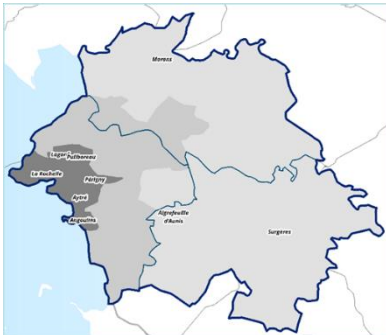 Marans
Lagord
Puilboreau
La Rochelle
Périgny
Aytré
Angoulins
Aigrefeuille
d'Aunis
Surgères